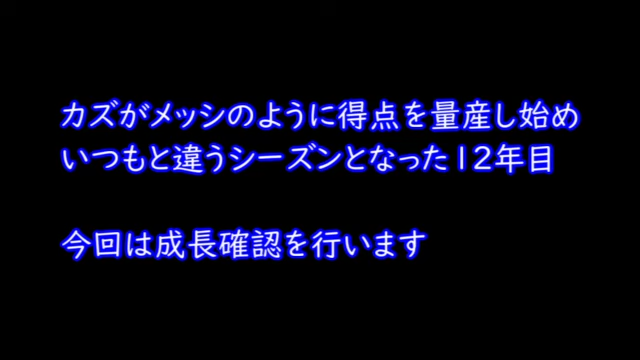 カズがメッシのように得点を量産し始め
いつもと違うシーズンとなった12年目
今回は成長確認を行います